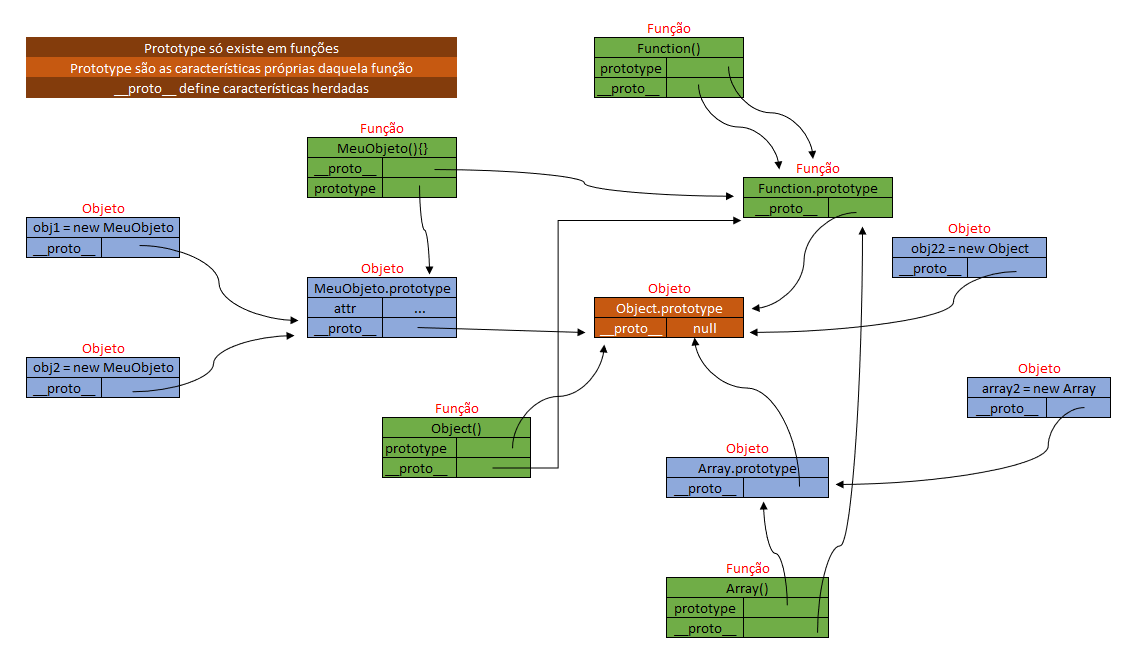 Prototype só existe em funções
Prototype são as características próprias daquela função
__proto__ define características herdadas
Função
Function()
prototype
__proto__
Função
MeuObjeto(){}
__proto__
prototype
Função
Function.prototype
__proto__
Objeto
obj1 = new MeuObjeto
__proto__
Objeto
obj22 = new Object
__proto__
Objeto
MeuObjeto.prototype
attr ...
__proto__
Objeto
Object.prototype
__proto__ null
Objeto
obj2 = new MeuObjeto
__proto__
Objeto
array2 = new Array
__proto__
Função
Object()
prototype
__proto__
Objeto
Array.prototype
__proto__
Função
Array()
prototype
__proto__